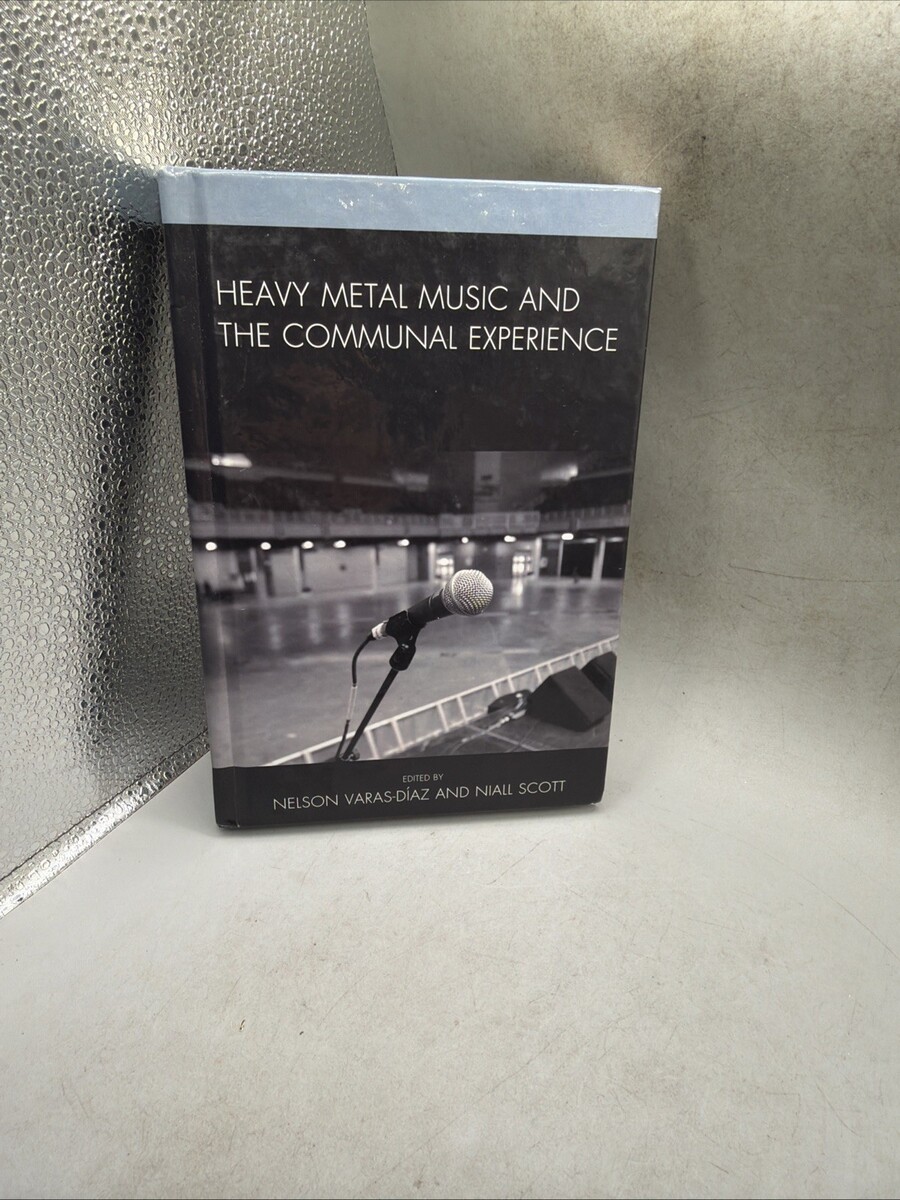 HEAVY METAL MUSIC AND
THE COMMUNAL EXPERIENCE
EDITED BY
NELSON VARAS-DÍAZ AND NIALL SCOTT